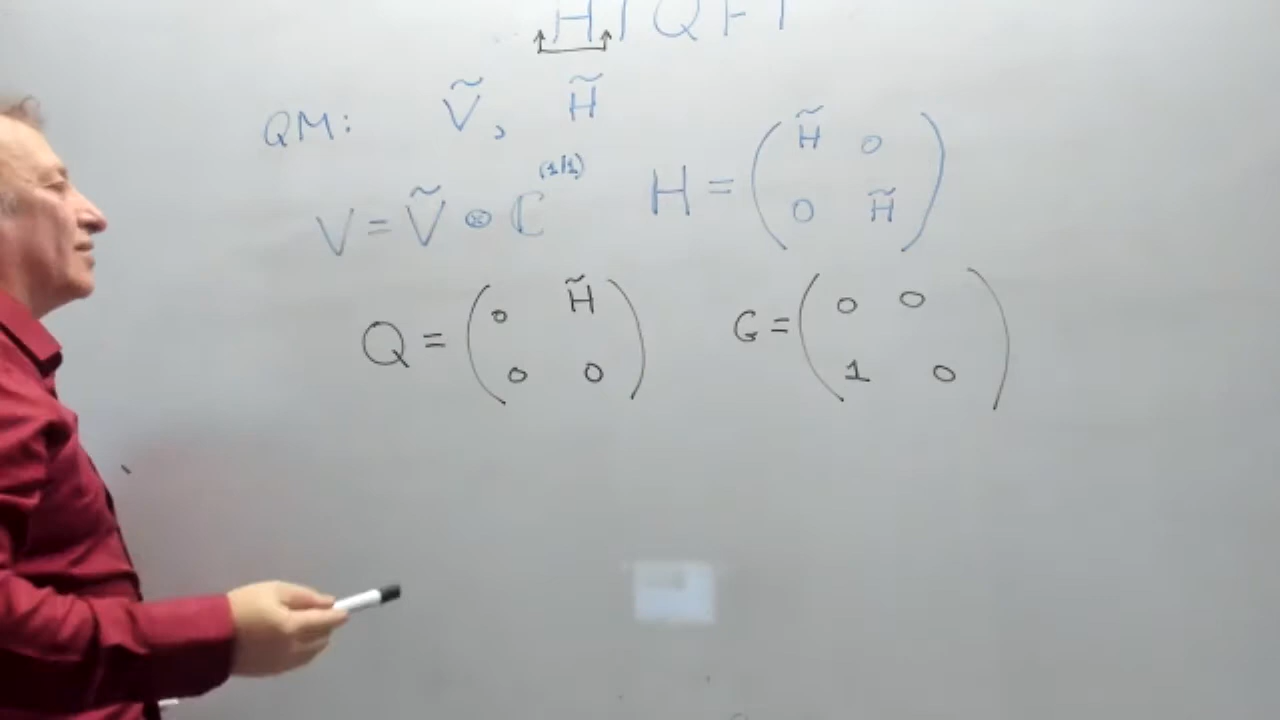 HTQFT
QM: Ṽ, H̃
V = Ṽ ⊗ ℂ^(1|1) H = ( H̃ 0
0 H̃ )
Q = ( 0 H̃
0 0 ) G = ( 0 0
1 0 )